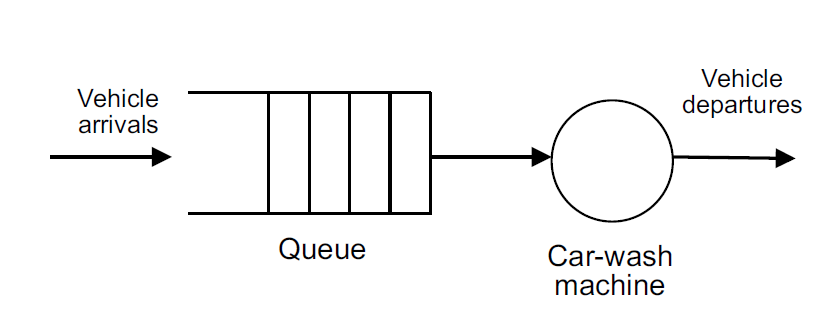 Vehicle
arrivals
Vehicle
departures
Queue
Car-wash
machine